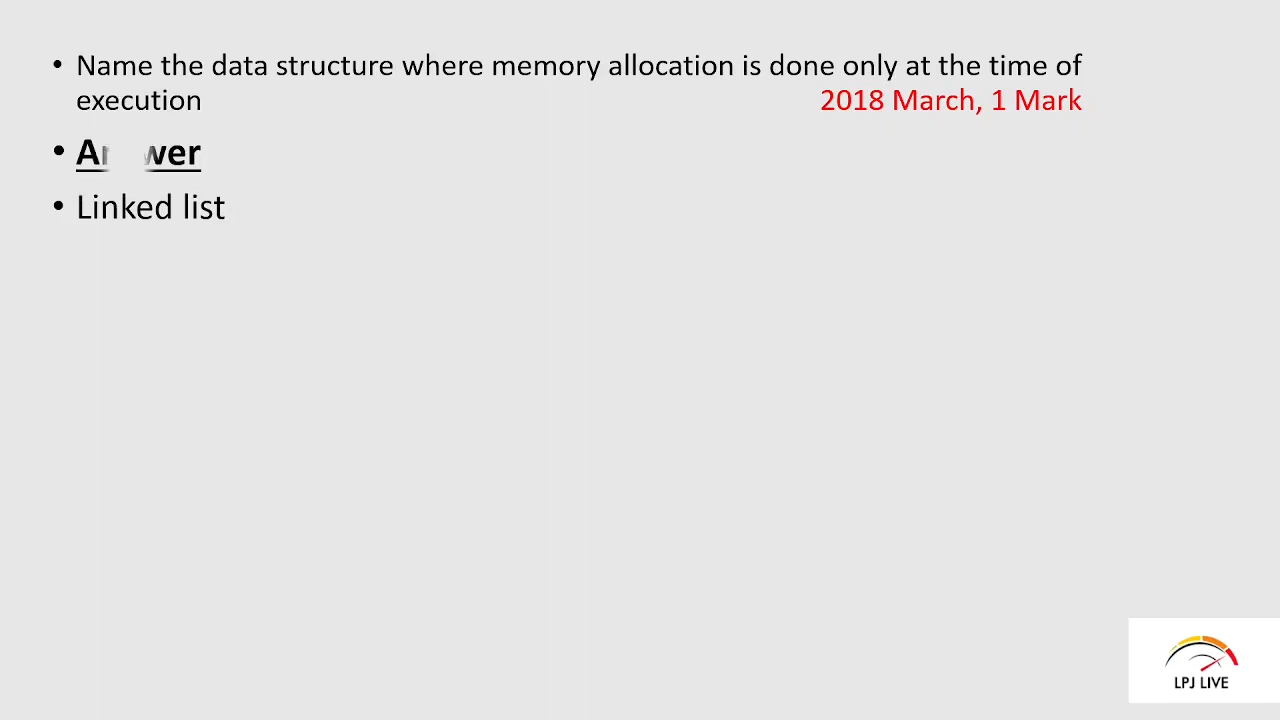 • Name the data structure where memory allocation is done only at the time of
execution 2018 March, 1 Mark
• Answer
• Linked list
LPJ LIVE